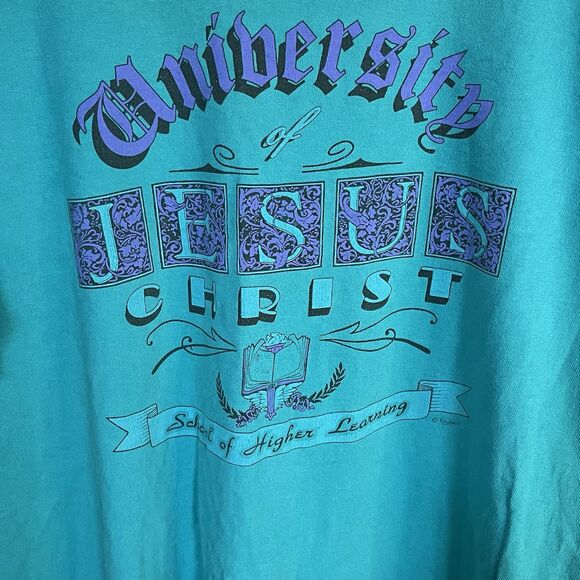 University
of
JESUS
CHRIST
School of Higher Learning